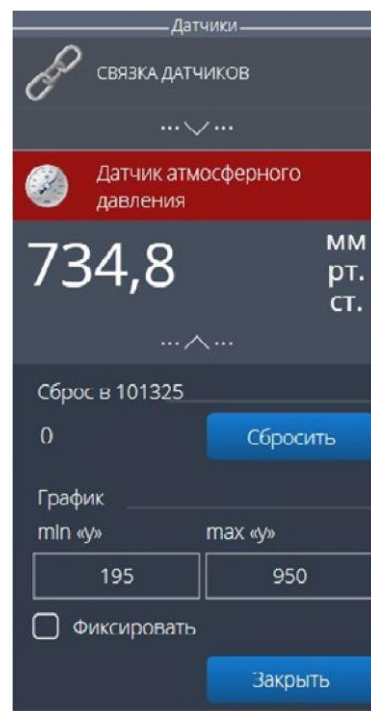 Датчики
СВЯЗКА ДАТЧИКОВ
Датчик атмосферного
давления
734,8 мм
рт.
ст.
Сброс в 101325
0 Сбросить
График
min «y» max «y»
195 950
Фиксировать
Закрыть